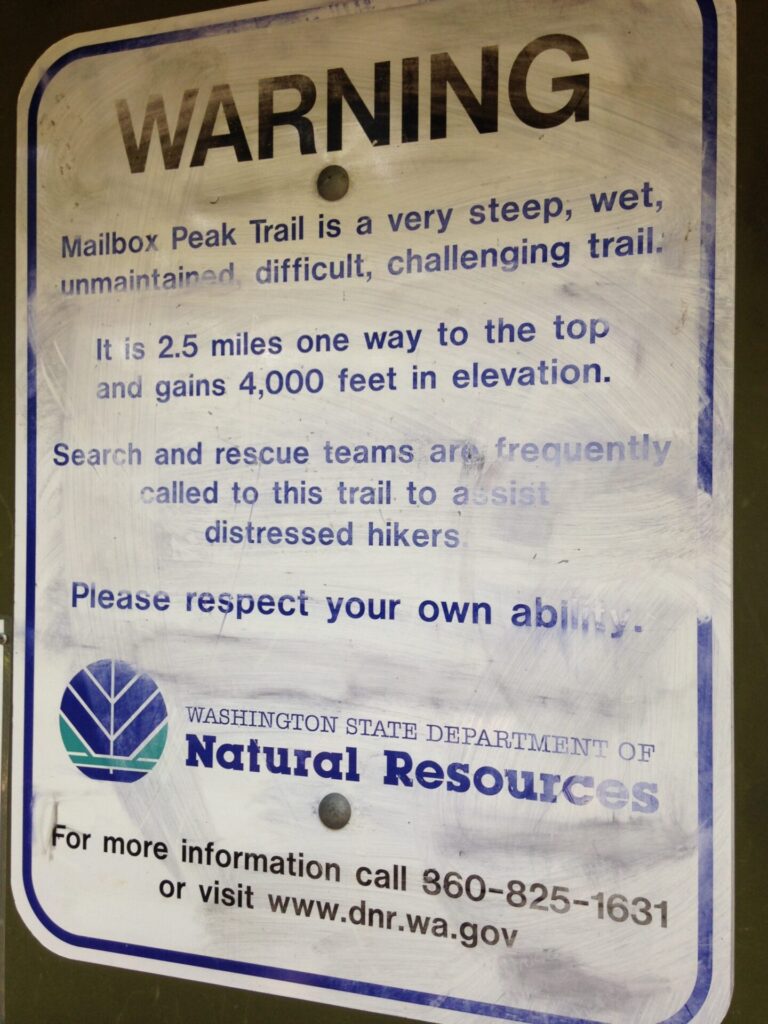 WARNING
Mailbox Peak Trail is a very steep, wet,
unmaintained, difficult, challenging trail.
It is 2.5 miles one way to the top
and gains 4,000 feet in elevation.
Search and rescue teams are frequently
called to this trail to assist
distressed hikers.
Please respect your own ability.
WASHINGTON STATE DEPARTMENT OF
Natural Resources
For more information call 360-825-1631
or visit www.dnr.wa.gov